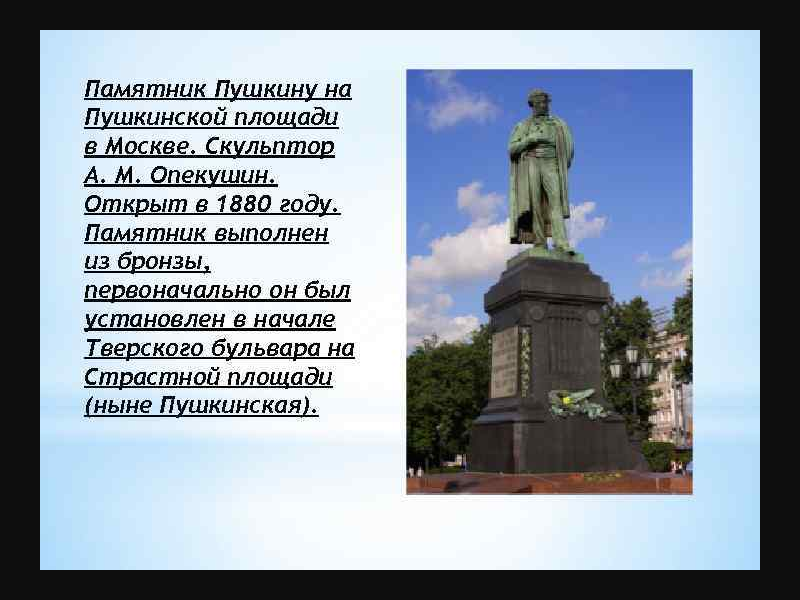 Памятник Пушкину на
Пушкинской площади
в Москве. Скульптор
А. М. Опекушин.
Открыт в 1880 году.
Памятник выполнен
из бронзы,
первоначально он был
установлен в начале
Тверского бульвара на
Страстной площади
(ныне Пушкинская).